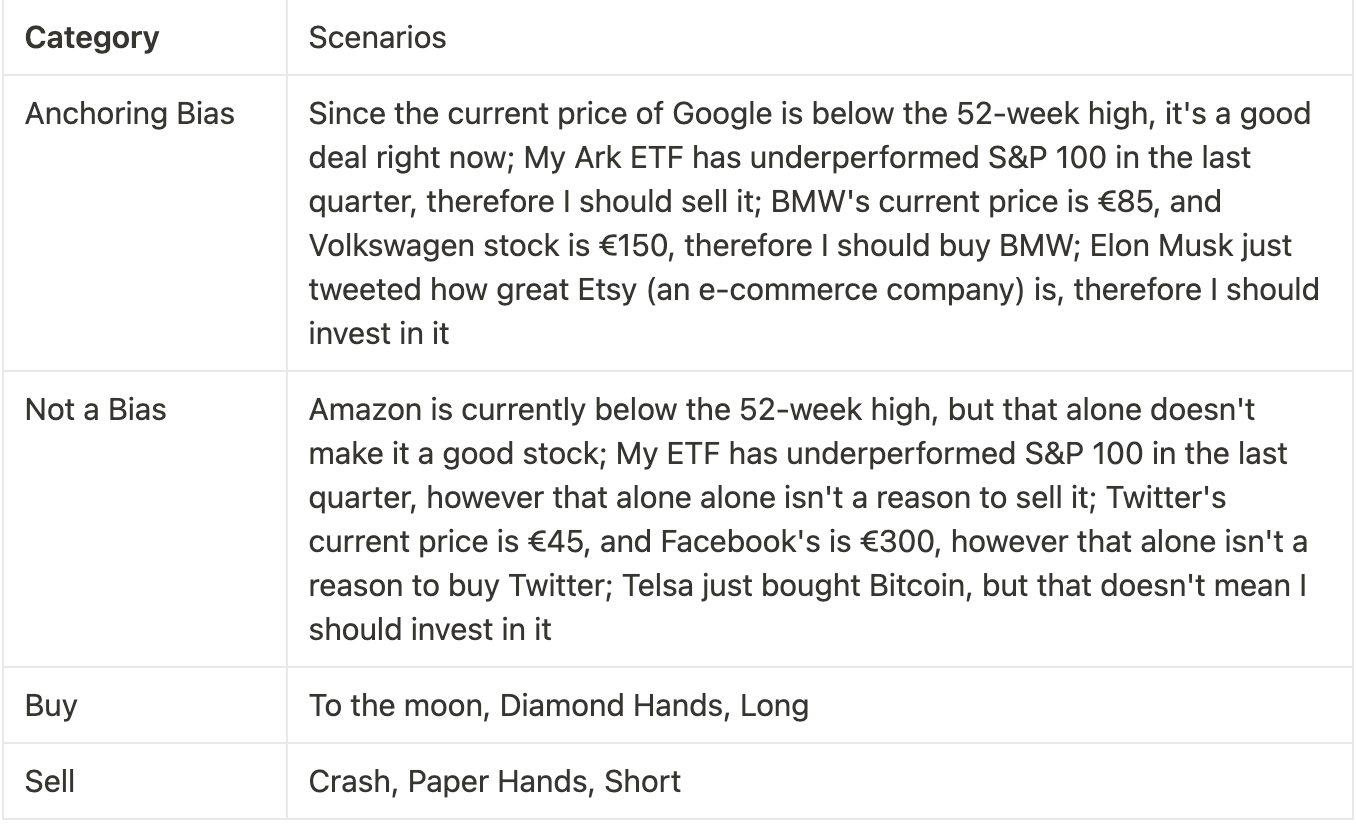 Category
Scenarios
Anchoring Bias
Since the current price of Google is below the 52-week high, it's a good
deal right now; My Ark ETF has underperformed S&P 100 in the last
quarter, therefore I should sell it; BMW's current price is €85, and
Volkswagen stock is €150, therefore I should buy BMW; Elon Musk just
tweeted how great Etsy (an e-commerce company) is, therefore I should
invest in it
Not a Bias
Amazon is currently below the 52-week high, but that alone doesn't
make it a good stock; My ETF has underperformed S&P 100 in the last
quarter, however that alone alone isn't a reason to sell it; Twitter's
current price is €45, and Facebook's is €300, however that alone isn't a
reason to buy Twitter; Telsa just bought Bitcoin, but that doesn't mean I
should invest in it
Buy
To the moon, Diamond Hands, Long
Sell
Crash, Paper Hands, Short